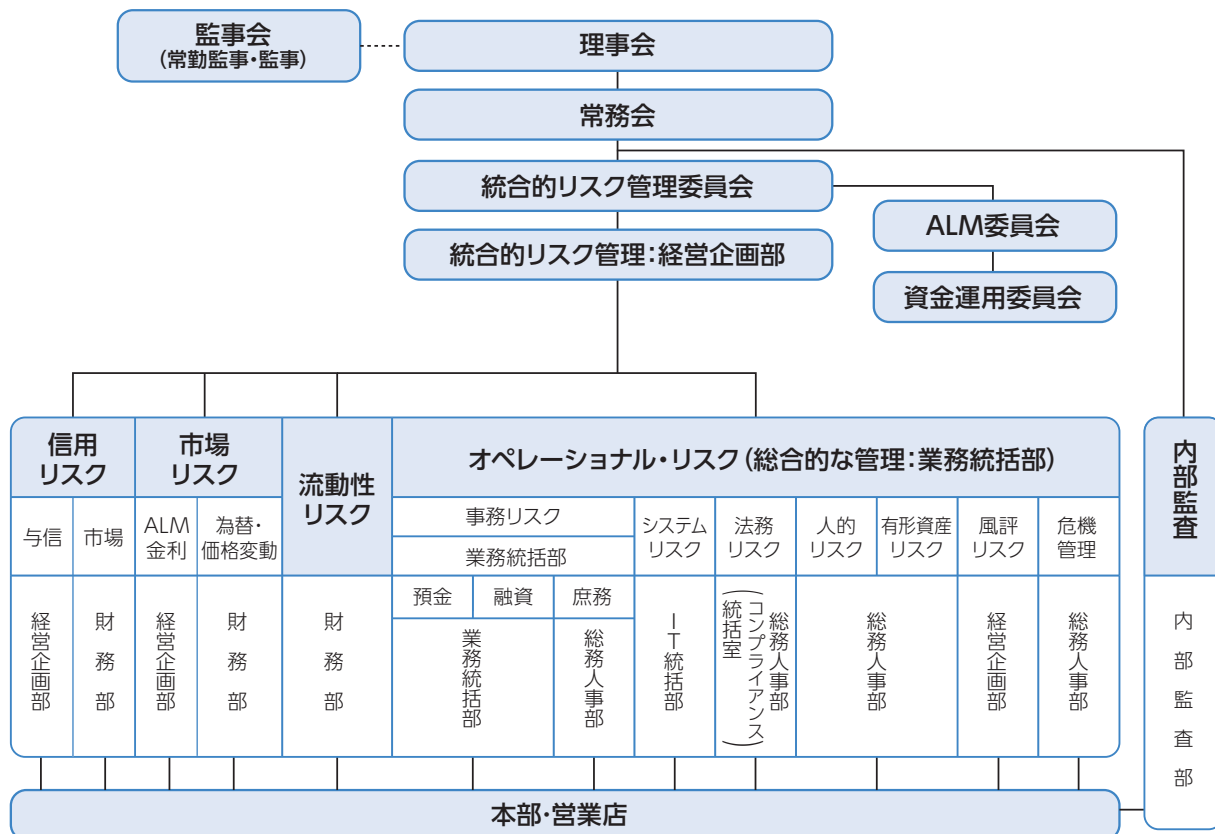 監事会
(常勤監事・監事)
理事会
常務会
統合的リスク管理委員会
ALM委員会
統合的リスク管理：経営企画部
資金運用委員会
信用
リスク
市場
リスク
流動性
リスク
オペレーショナル・リスク（総合的な管理：業務統括部）
内部監査
与信
市場
ALM
金利
為替・
価格変動
事務リスク
業務統括部
システム
リスク
法務
リスク
人的
リスク
有形資産
リスク
風評
リスク
危機
管理
預金
融資
庶務
経営企画部
財務部
経営企画部
財務部
財務部
業務統括部
総務人事部
IT統括部
総務人事部
（コンプライアンス
統括室）
総務人事部
経営企画部
総務人事部
内部監査部
本部・営業店